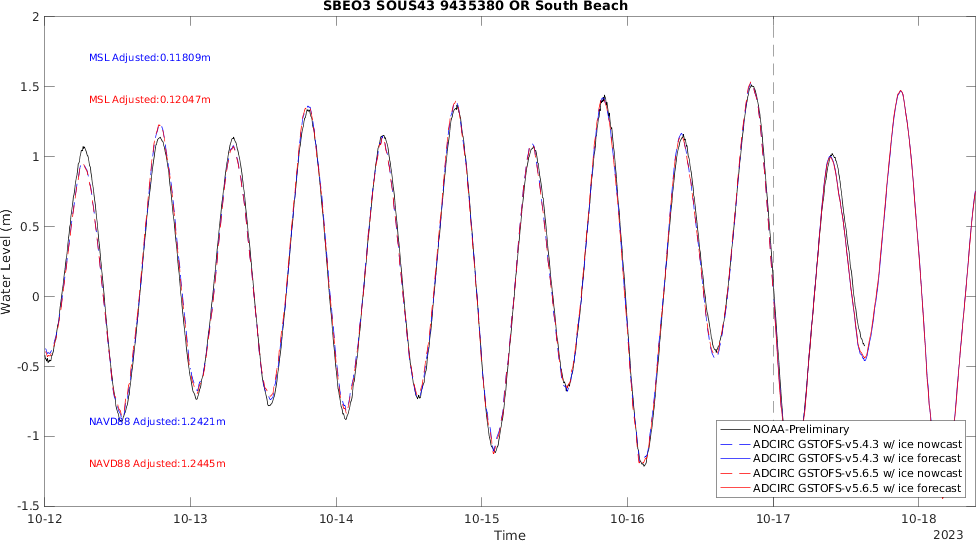 SBEO3 SOUS43 9435380 OR South Beach
2
1.5
1
0.5
0
-0.5
-1
-1.5
Water Level (m)
MSL Adjusted:0.11809m
MSL Adjusted:0.12047m
NAVD88 Adjusted:1.2421m
NAVD88 Adjusted:1.2445m
NOAA-Preliminary
ADCIRC GSTOFS-v5.4.3 w/ ice nowcast
ADCIRC GSTOFS-v5.4.3 w/ ice forecast
ADCIRC GSTOFS-v5.6.5 w/ ice nowcast
ADCIRC GSTOFS-v5.6.5 w/ ice forecast
10-12 10-13 10-14 10-15 10-16 10-17 10-18
Time
2023